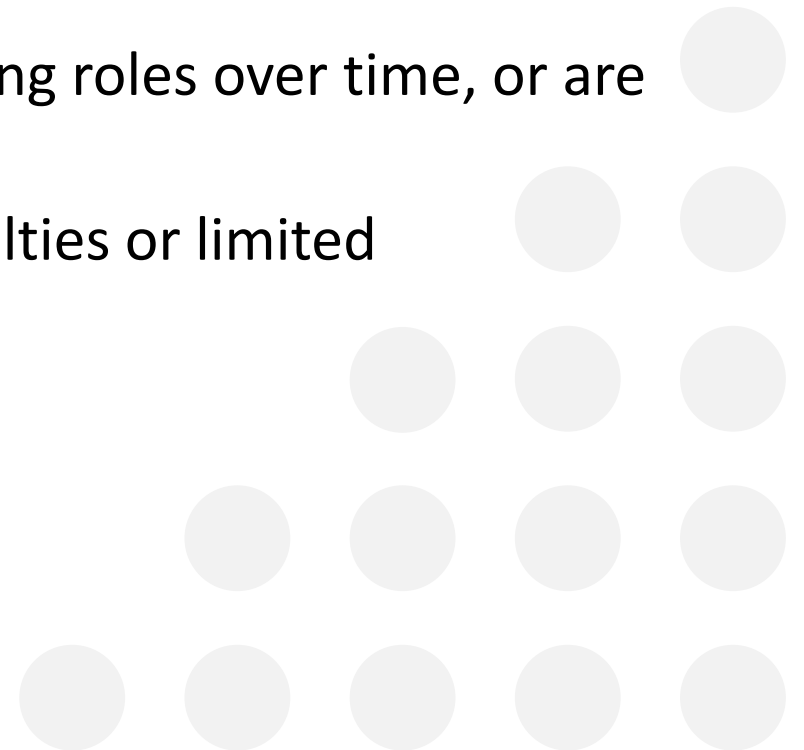 ng roles over time, or are
lties or limited